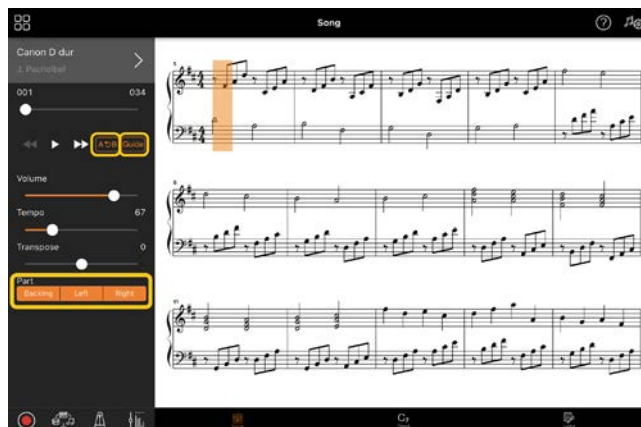 Song
Canon D dur
J. Pachelbel
001 034
A B Guide
Volume
Tempo 67
Transpose 0
Part
Backing Left Right